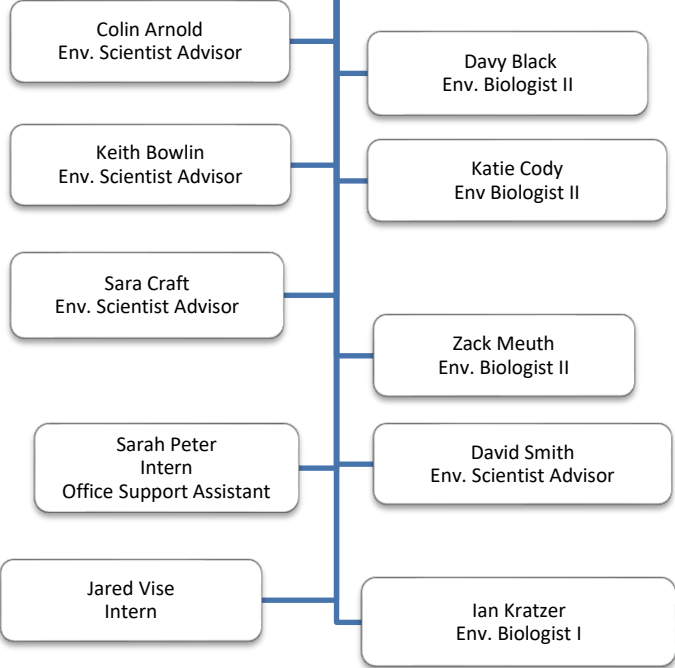 Colin Arnold
Env. Scientist Advisor
Davy Black
Env. Biologist II
Keith Bowlin
Env. Scientist Advisor
Katie Cody
Env Biologist II
Sara Craft
Env. Scientist Advisor
Zack Meuth
Env. Biologist II
Sarah Peter
Intern
Office Support Assistant
David Smith
Env. Scientist Advisor
Jared Vise
Intern
Ian Kratzer
Env. Biologist I